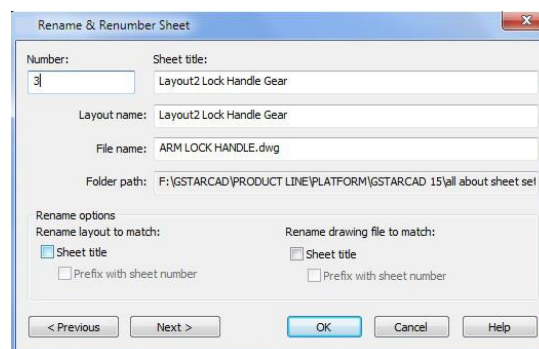 Rename & Renumber Sheet
Number: Sheet title:
3 Layout2 Lock Handle Gear
Layout name: Layout2 Lock Handle Gear
File name: ARM LOCK HANDLE.dwg
Folder path: F:\GSTARCAD\PRODUCT LINE\PLATFORM\GSTARCAD 15\all about sheet set
Rename options
Rename layout to match: Rename drawing file to match:
Sheet title Sheet title
Prefix with sheet number Prefix with sheet number
< Previous Next > OK Cancel Help